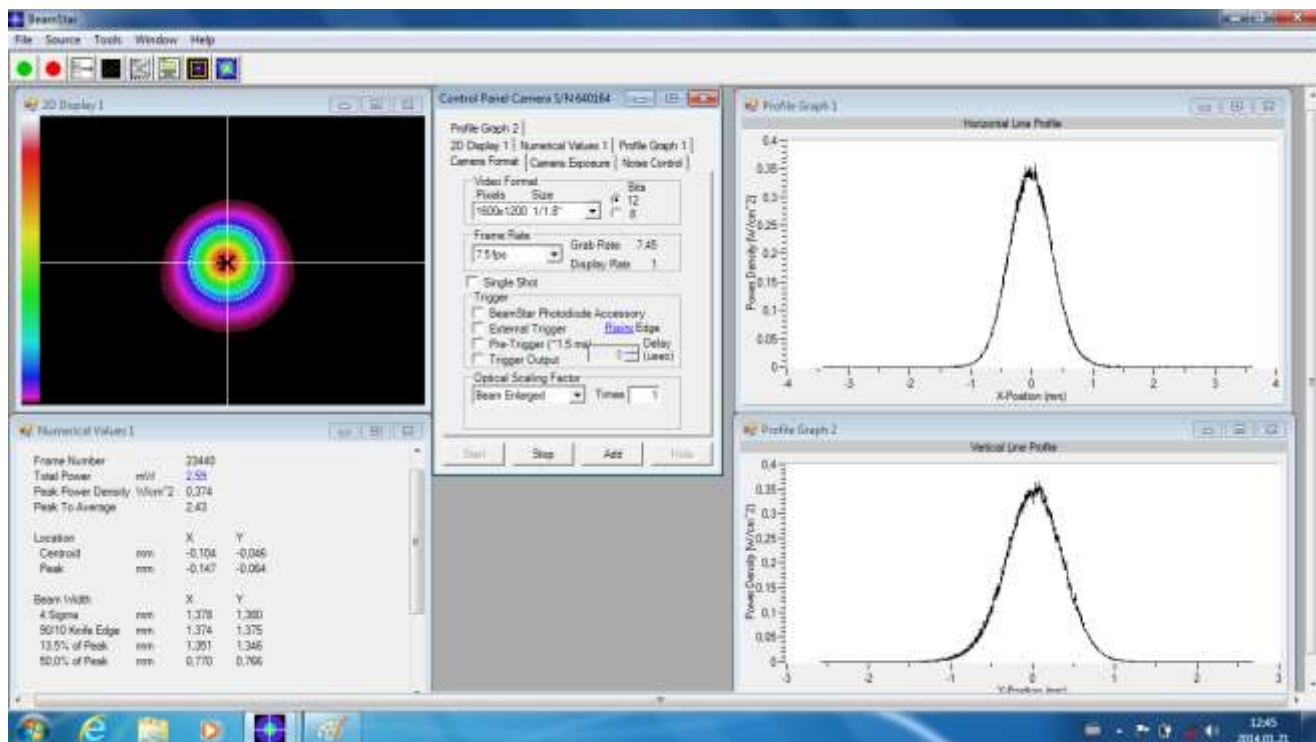 BeamStar
File Source Tools Window Help
2D Display 1
Control Panel Camera S/N 640164
Profile Graph 2
2D Display 1 Numerical Values 1 Profile Graph 1
Camera Format Camera Exposure Noise Control
Video Format
Pixels Size Bits
1600x1200 1/1.8" 12
8
Frame Rate
7.5 fps Grab Rate 7.45
Display Rate 1
Single Shot
Trigger
BeamStar Photodiode Accessory
External Trigger Rising Edge
Pre-Trigger (~1.5 ms) Delay
Trigger Output 0 (usec)
Optical Scaling Factor
Beam Enlarged Times 1
Start Stop Add Hide
Profile Graph 1
Horizontal Line Profile
Power Density [W/cm^2]
0.4
0.35
0.3
0.25
0.2
0.15
0.1
0.05
0
-4 -3 -2 -1 0 1 2 3 4
X-Position (mm)
Numerical Values 1
Frame Number 23440
Total Power mW 2.59
Peak Power Density W/cm^2 0.374
Peak To Average 2.43
Location X Y
Centroid mm -0.104 -0.046
Peak mm -0.147 -0.064
Beam Width X Y
4 Sigma mm 1.378 1.380
90/10 Knife Edge mm 1.374 1.375
13.5% of Peak mm 1.351 1.346
50.0% of Peak mm 0.770 0.766
Profile Graph 2
Vertical Line Profile
Power Density [W/cm^2]
0.4
0.35
0.3
0.25
0.2
0.15
0.1
0.05
0
-3 -2 -1 0 1 2 3
Y-Position (mm)
12:45
2014.01.21